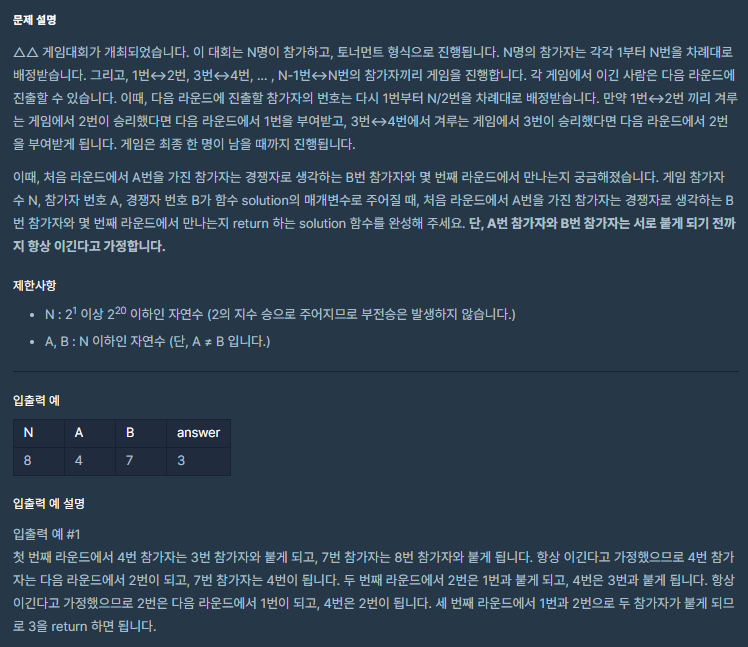 문제 설명
△△ 게임대회가 개최되었습니다. 이 대회는 N명이 참가하고, 토너먼트 형식으로 진행됩니다. N명의 참가자는 각각 1부터 N번을 차례대로
배정받습니다. 그리고, 1번↔2번, 3번↔4번, ... , N-1번↔N번의 참가자끼리 게임을 진행합니다. 각 게임에서 이긴 사람은 다음 라운드에
진출할 수 있습니다. 이때, 다음 라운드에 진출할 참가자의 번호는 다시 1번부터 N/2번을 차례대로 배정받습니다. 만약 1번↔2번 끼리 겨루
는 게임에서 2번이 승리했다면 다음 라운드에서 1번을 부여받고, 3번↔4번에서 겨루는 게임에서 3번이 승리했다면 다음 라운드에서 2번
을 부여받게 됩니다. 게임은 최종 한 명이 남을 때까지 진행됩니다.
이때, 처음 라운드에서 A번을 가진 참가자는 경쟁자로 생각하는 B번 참가자와 몇 번째 라운드에서 만나는지 궁금해졌습니다. 게임 참가자
수 N, 참가자 번호 A, 경쟁자 번호 B가 함수 solution의 매개변수로 주어질 때, 처음 라운드에서 A번을 가진 참가자는 경쟁자로 생각하는 B
번 참가자와 몇 번째 라운드에서 만나는지 return 하는 solution 함수를 완성해 주세요. 단, A번 참가자와 B번 참가자는 서로 붙게 되기 전까
지 항상 이긴다고 가정합니다.
제한사항
• N : 2¹ 이상 2²⁰ 이하인 자연수 (2의 지수 승으로 주어지므로 부전승은 발생하지 않습니다.)
• A, B : N 이하인 자연수 (단, A ≠ B 입니다.)
입출력 예
N A B answer
8 4 7 3
입출력 예 설명
입출력 예 #1
첫 번째 라운드에서 4번 참가자는 3번 참가자와 붙게 되고, 7번 참가자는 8번 참가자와 붙게 됩니다. 항상 이긴다고 가정했으므로 4번 참가
자는 다음 라운드에서 2번이 되고, 7번 참가자는 4번이 됩니다. 두 번째 라운드에서 2번은 1번과 붙게 되고, 4번은 3번과 붙게 됩니다. 항상
이긴다고 가정했으므로 2번은 다음 라운드에서 1번이 되고, 4번은 2번이 됩니다. 세 번째 라운드에서 1번과 2번으로 두 참가자가 붙게 되므
로 3을 return 하면 됩니다.